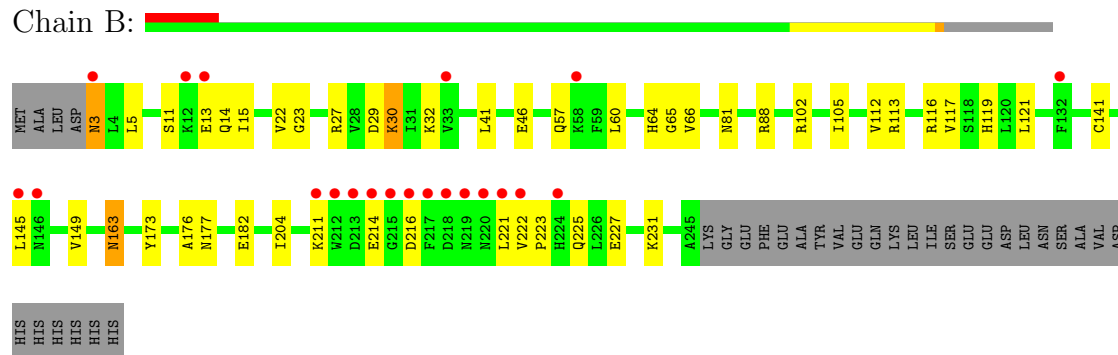 Chain B:
MET ALA LEU ASP N3 L4 L5 S11 K12 E13 Q14 I15 V22 G23 R27 V28 D29 K30 I31 K32 V33 L41 E46 Q57 K58 F59 L60 H64 G65 V66 N81 R88 R102 I105 V112 R113 R116 V117 S118 H119 L120 L121 F132 C141
L145 N146 V149 N163 Y173 A176 N177 E182 I204 K211 W212 D213 E214 G215 D216 F217 D218 N219 N220 L221 V222 P223 H224 Q225 L226 E227 K231 A245 LYS GLY GLU PHE GLU ALA TYR VAL GLU GLN LYS LEU ILE SER GLU GLU ASP LEU ASN SER ALA VAL ASP
HIS HIS HIS HIS HIS HIS